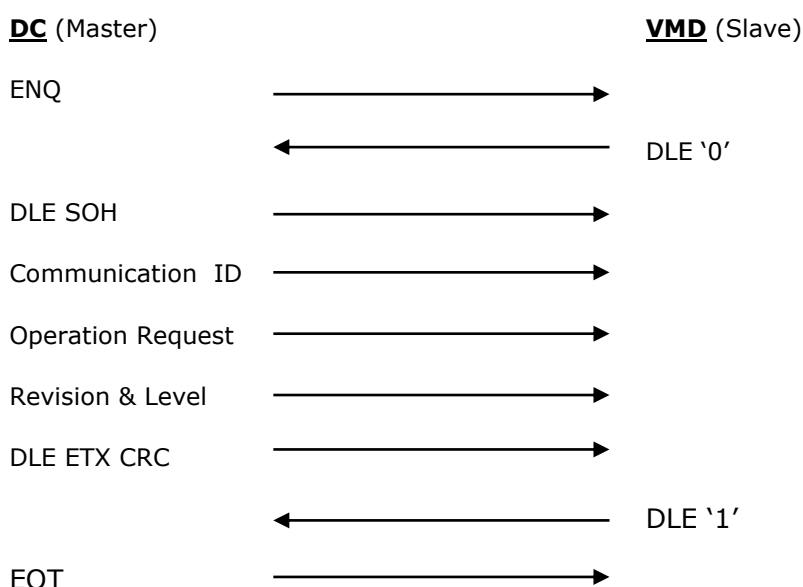 DC (Master) VMD (Slave)
ENQ
DLE ‘0’
DLE SOH
Communication ID
Operation Request
Revision & Level
DLE ETX CRC
DLE ‘1’
EOT